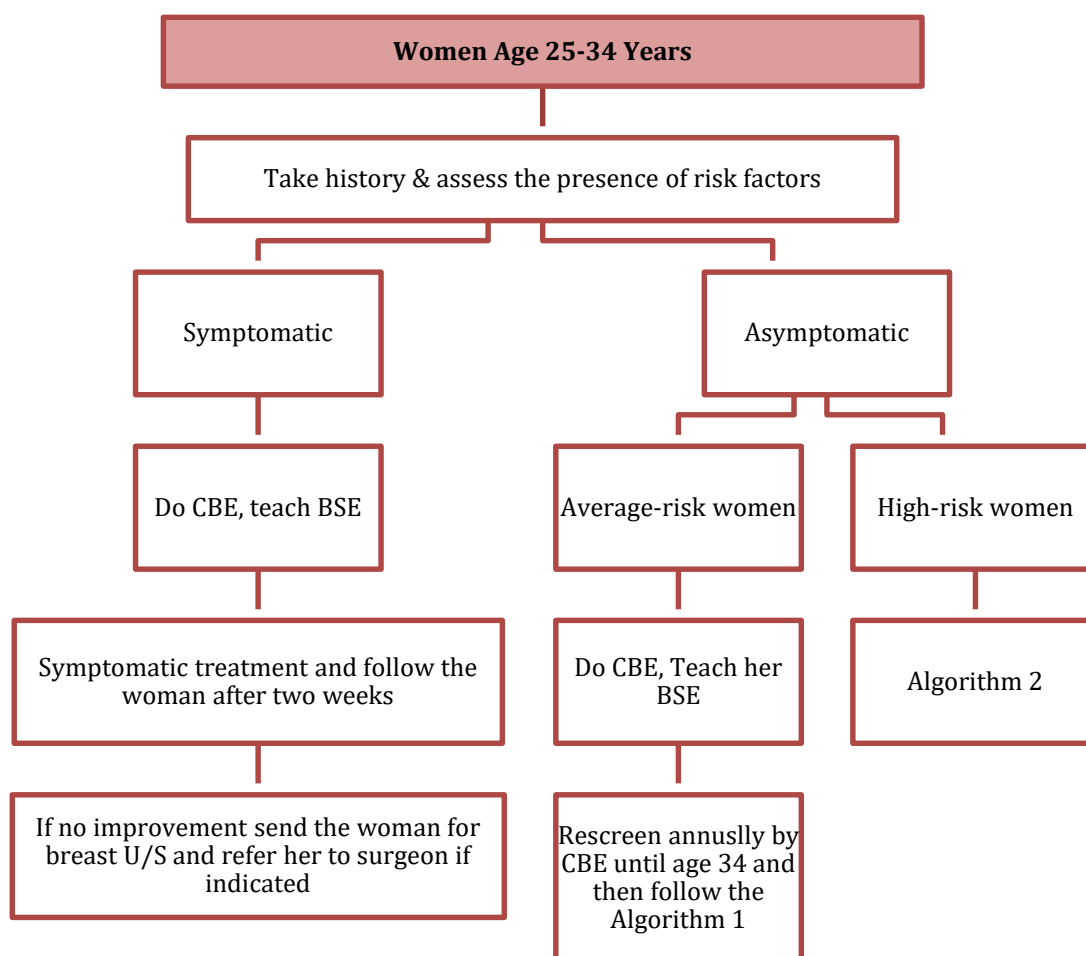 Women Age 25-34 Years
Take history & assess the presence of risk factors
Symptomatic
Asymptomatic
Do CBE, teach BSE
Average-risk women
High-risk women
Symptomatic treatment and follow the
woman after two weeks
Do CBE, Teach her
BSE
Algorithm 2
If no improvement send the woman for
breast U/S and refer her to surgeon if
indicated
Rescreen annuslly by
CBE until age 34 and
then follow the
Algorithm 1